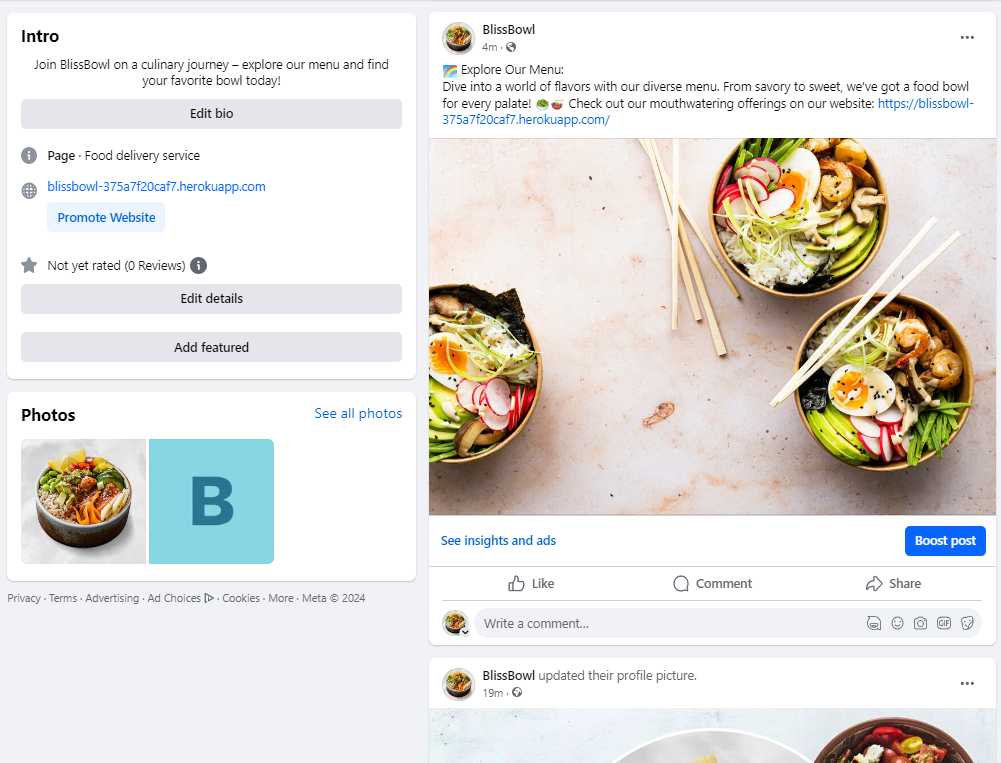 Intro
Join BlissBowl on a culinary journey – explore our menu and find
your favorite bowl today!
Edit bio
Page · Food delivery service
blissbowl-375a7f20caf7.herokuapp.com
Promote Website
Not yet rated (0 Reviews)
Edit details
Add featured
Photos
See all photos
B
Privacy · Terms · Advertising · Ad Choices · Cookies · More · Meta © 2024
BlissBowl
4m ·
🌈 Explore Our Menu:
Dive into a world of flavors with our diverse menu. From savory to sweet, we've got a food bowl
for every palate! 🥗🍲 Check out our mouthwatering offerings on our website: https://blissbowl-
375a7f20caf7.herokuapp.com/
See insights and ads
Boost post
Like
Comment
Share
Write a comment...
GIF
BlissBowl updated their profile picture.
19m ·